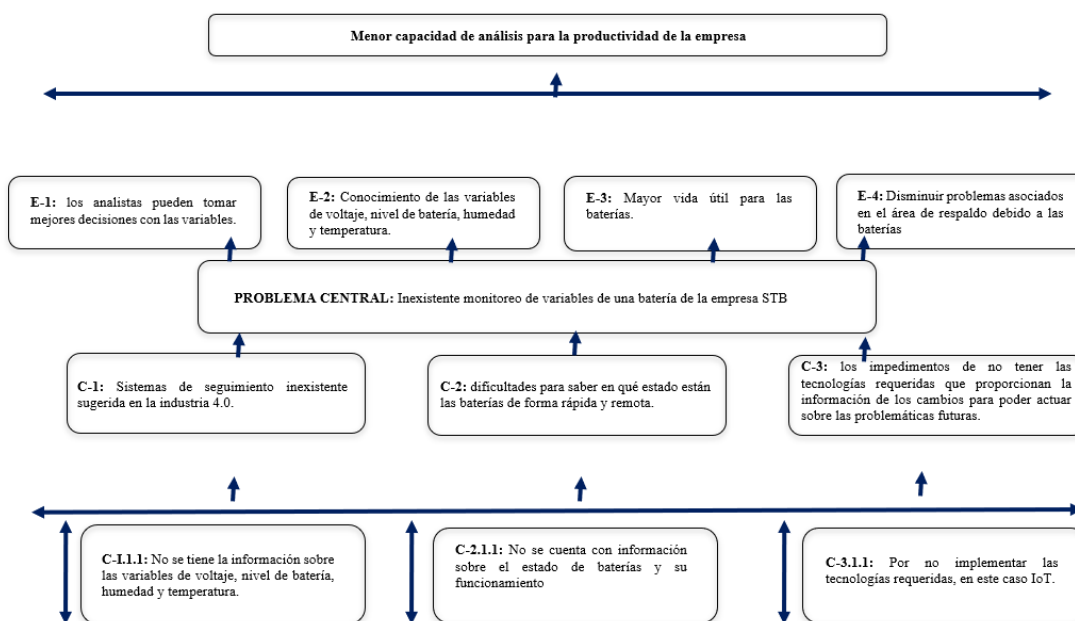 Menor capacidad de análisis para la productividad de la empresa
E-1: los analistas pueden tomar
mejores decisiones con las variables.
E-2: Conocimiento de las variables
de voltaje, nivel de batería, humedad
y temperatura.
E-3: Mayor vida útil para las
baterías.
E-4: Disminuir problemas asociados
en el área de respaldo debido a las
baterías
PROBLEMA CENTRAL: Inexistente monitoreo de variables de una batería de la empresa STB
C-1: Sistemas de seguimiento inexistente
sugerida en la industria 4.0.
C-2: dificultades para saber en qué estado están
las baterías de forma rápida y remota.
C-3: los impedimentos de no tener las
tecnologías requeridas que proporcionan la
información de los cambios para poder actuar
sobre las problemáticas futuras.
C-I.1.1: No se tiene la información sobre
las variables de voltaje, nivel de batería,
humedad y temperatura.
C-2.1.1: No se cuenta con información
sobre el estado de baterías y su
funcionamiento
C-3.1.1: Por no implementar las
tecnologías requeridas, en este caso IoT.